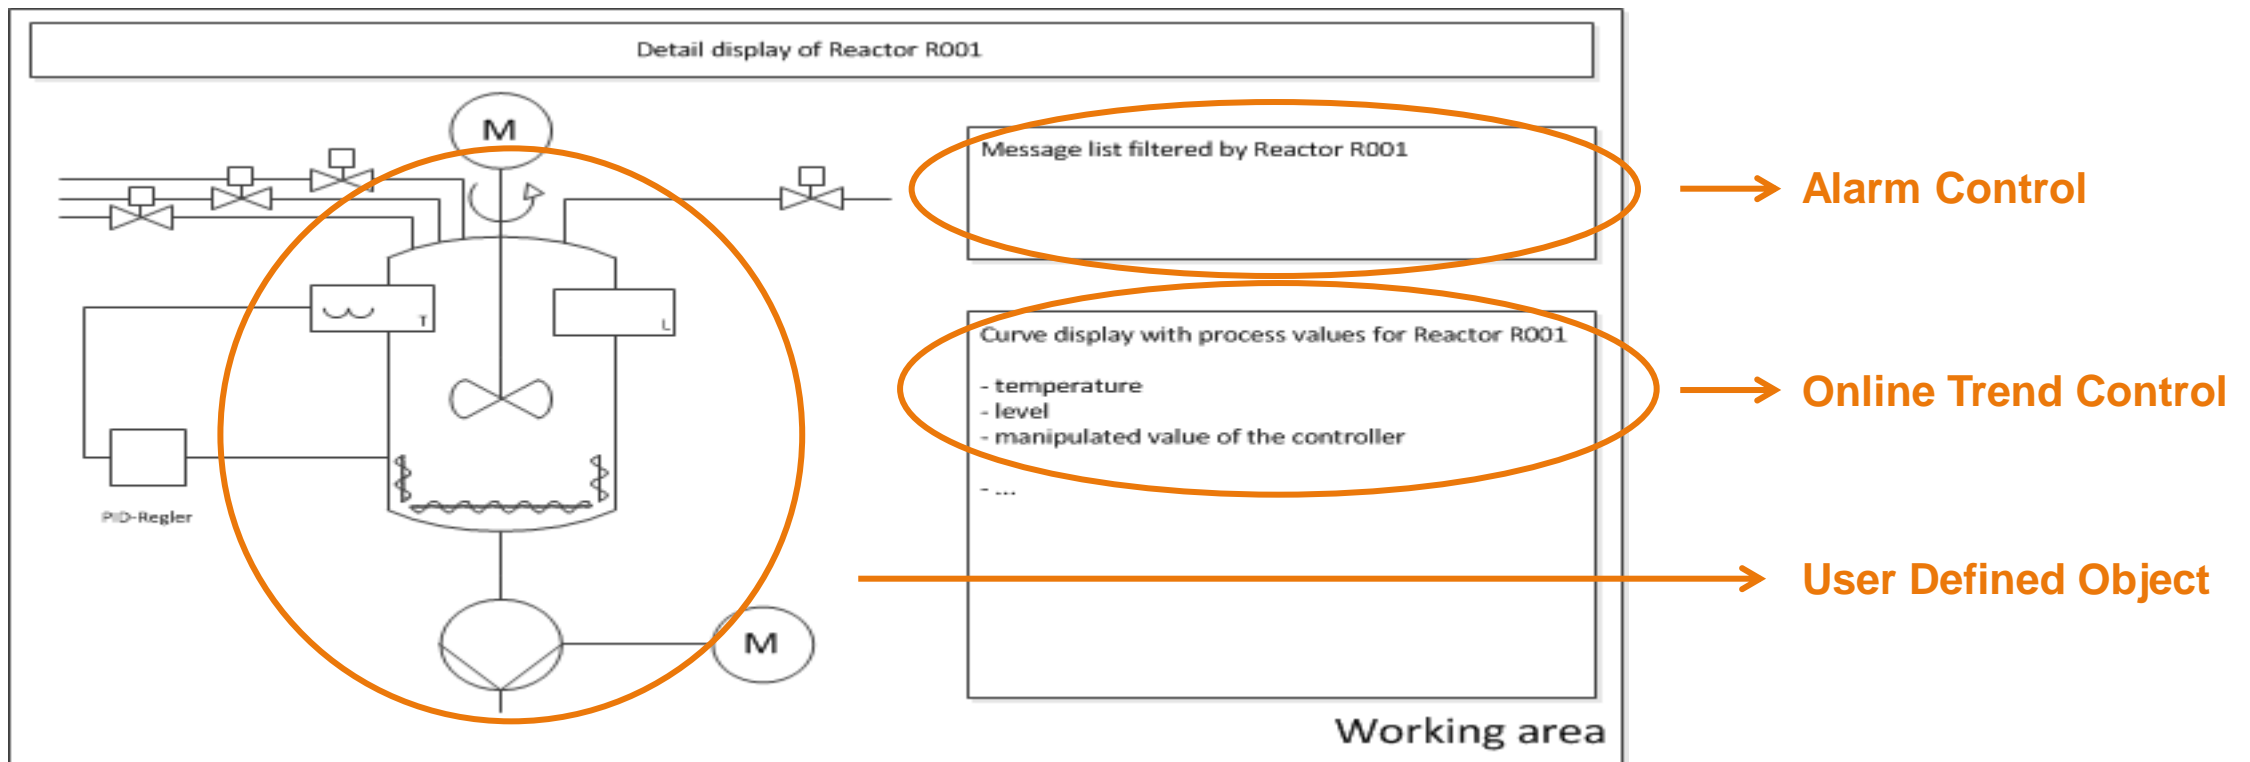 Detail display of Reactor R001
M
Message list filtered by Reactor R001
Alarm Control
T
L
Curve display with process values for Reactor R001
- temperature
- level
- manipulated value of the controller
- ...
Online Trend Control
PID-Regler
User Defined Object
M
Working area